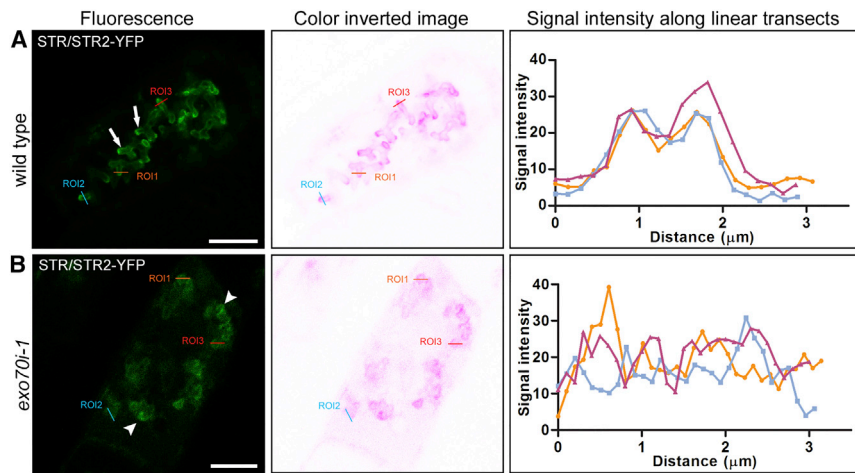 Fluorescence
Color inverted image
Signal intensity along linear transects
A
STR/STR2-YFP
wild type
ROI3
ROI1
ROI2
ROI3
ROI1
ROI2
Signal intensity
40
30
20
10
0
0 1 2 3
Distance (μm)
B
STR/STR2-YFP
exo70i-1
ROI1
ROI3
ROI2
ROI1
ROI3
ROI2
Signal intensity
40
30
20
10
0
0 1 2 3
Distance (μm)